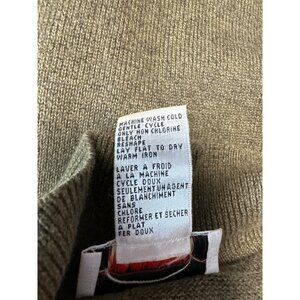 MACHINE WASH COLD
GENTLE CYCLE
ONLY NON CHLORINE
BLEACH
RESHAPE
LAY FLAT TO DRY
WARM IRON
LAVER A FROID
A LA MACHINE
CYCLE DOUX
SEULEMENT UN AGENT
DE BLANCHIMENT
SANS
CHLORE
REFORMER ET SECHER
A PLAT
FER DOUX